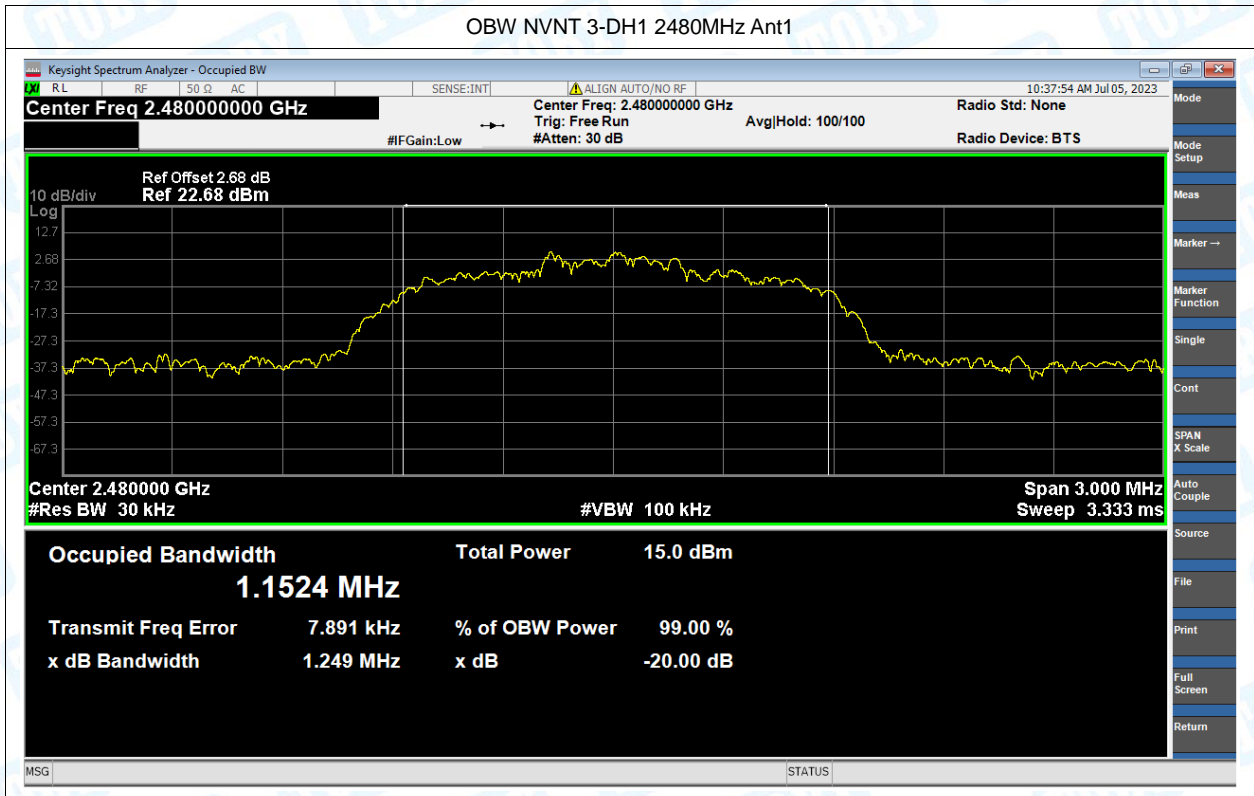 OBW NVNT 3-DH1 2480MHz Ant1
Keysight Spectrum Analyzer - Occupied BW
LXI RL RF 50 Ω AC SENSE:INT ALIGN AUTO/NO RF 10:37:54 AM Jul 05, 2023
Center Freq 2.480000000 GHz
Center Freq: 2.480000000 GHz Radio Std: None
Trig: Free Run Avg|Hold: 100/100
#IFGain:Low #Atten: 30 dB Radio Device: BTS
Ref Offset 2.68 dB
10 dB/div Ref 22.68 dBm
Log
12.7
2.68
-7.32
-17.3
-27.3
-37.3
-47.3
-57.3
-67.3
Center 2.480000 GHz Span 3.000 MHz
#Res BW 30 kHz #VBW 100 kHz Sweep 3.333 ms
Occupied Bandwidth Total Power 15.0 dBm
1.1524 MHz
Transmit Freq Error 7.891 kHz % of OBW Power 99.00 %
x dB Bandwidth 1.249 MHz x dB -20.00 dB
Mode
Mode
Setup
Meas
Marker →
Marker
Function
Single
Cont
SPAN
X Scale
Auto
Couple
Source
File
Print
Full
Screen
Return
MSG STATUS
TOBY